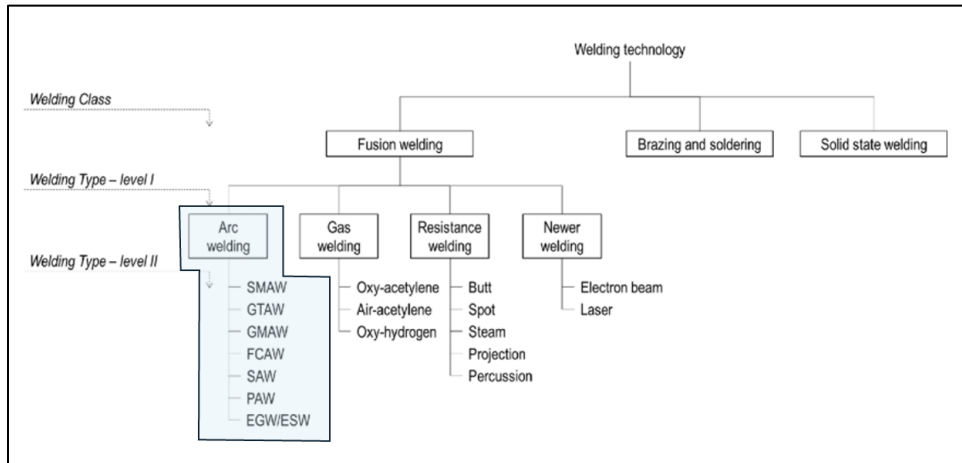 Welding technology
Welding Class
Fusion welding
Brazing and soldering
Solid state welding
Welding Type – level I
Arc
welding
Gas
welding
Resistance
welding
Newer
welding
Welding Type – level II
SMAW
GTAW
GMAW
FCAW
SAW
PAW
EGW/ESW
Oxy-acetylene
Air-acetylene
Oxy-hydrogen
Butt
Spot
Steam
Projection
Percussion
Electron beam
Laser